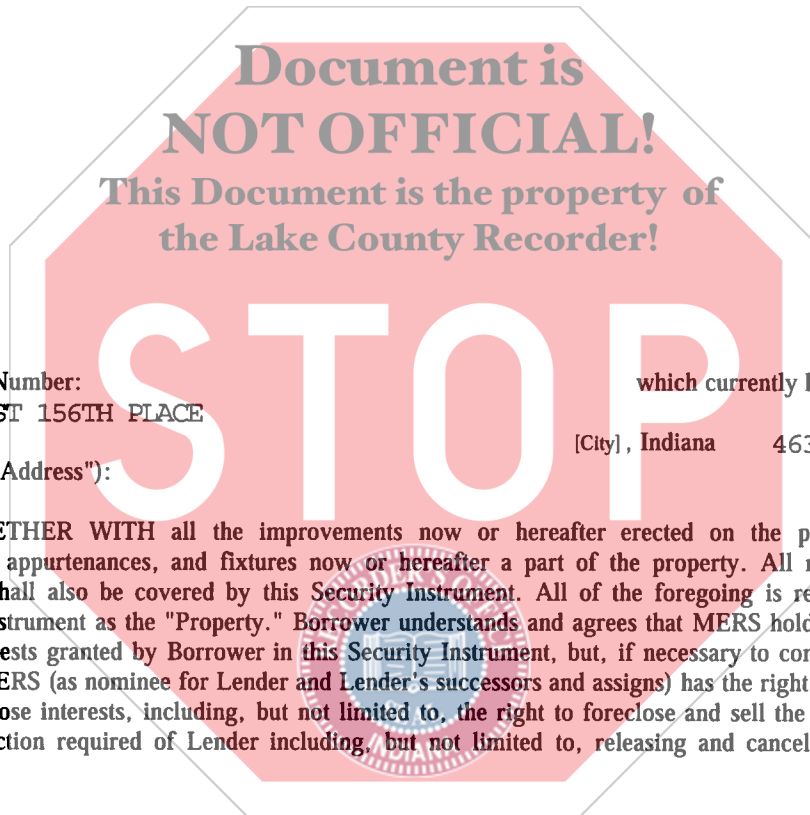 Document is
NOT OFFICIAL!
This Document is the property of
the Lake County Recorder!
STOP
Number: which currently
ST 156TH PLACE
[City], Indiana 463
Address"):
ETHER WITH all the improvements now or hereafter erected on the p
appurtenances, and fixtures now or hereafter a part of the property. All
hall also be covered by this Security Instrument. All of the foregoing is re
strument as the "Property." Borrower understands and agrees that MERS hold
ests granted by Borrower in this Security Instrument, but, if necessary to co
ERS (as nominee for Lender and Lender's successors and assigns) has the right
ose interests, including, but not limited to, the right to foreclose and sell the
ction required of Lender including, but not limited to, releasing and cancel
RECORDER'S OFFICE
INDIANA